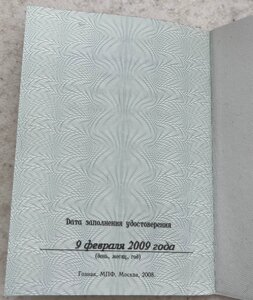 Дата заполнения удостоверения
9 февраля 2009 года
(день, месяц, год)
Гознак, МПФ, Москва, 2008.